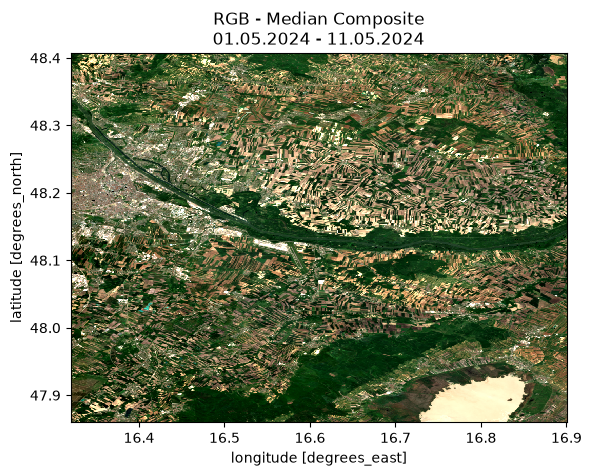 RGB - Median Composite
01.05.2024 - 11.05.2024
48.4
48.3
48.2
48.1
48.0
47.9
latitude [degrees_north]
16.4 16.5 16.6 16.7 16.8 16.9
longitude [degrees_east]